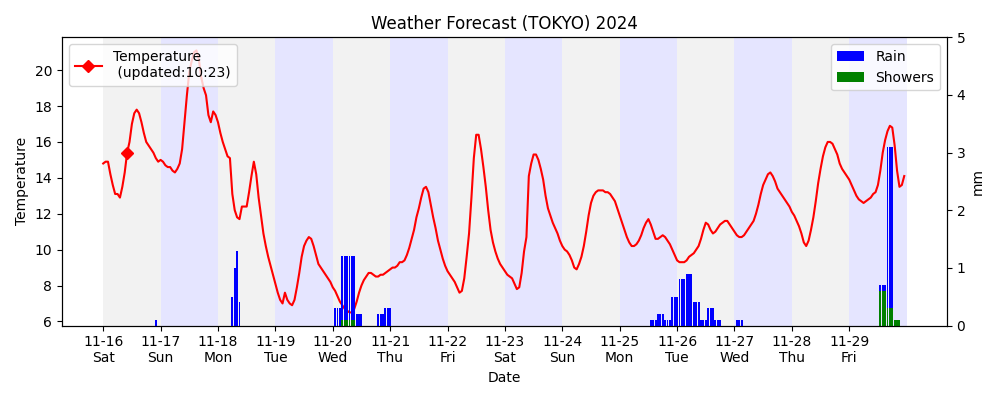 Weather Forecast (TOKYO) 2024
Temperature
(updated:10:23)
Rain
Showers
Temperature
20
18
16
14
12
10
8
6
5
4
3
2
1
0
mm
11-16 11-17 11-18 11-19 11-20 11-21 11-22 11-23 11-24 11-25 11-26 11-27 11-28 11-29
Sat Sun Mon Tue Wed Thu Fri Sat Sun Mon Tue Wed Thu Fri
Date